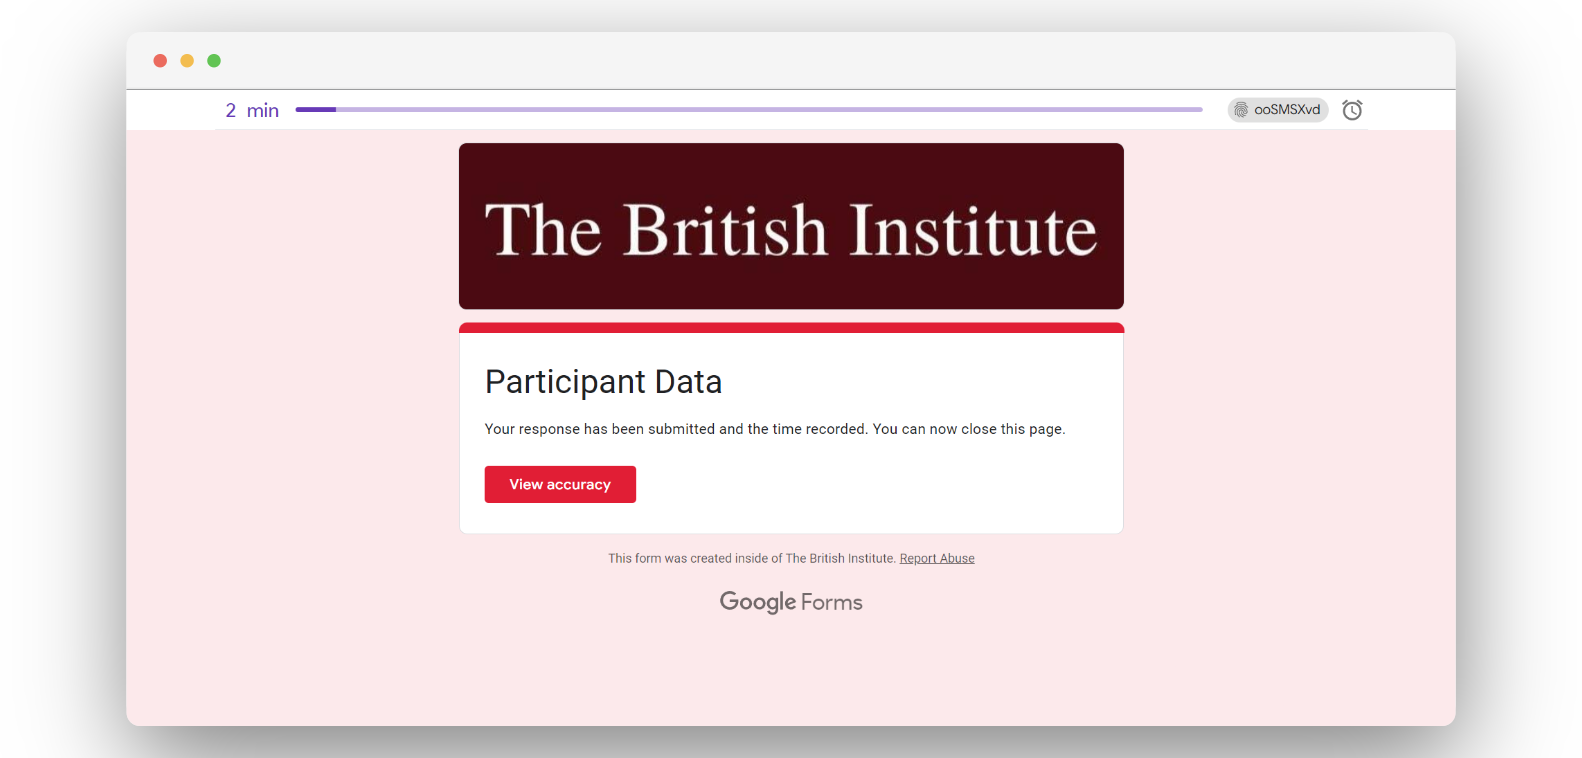 2 min
ooSMSXvd
The British Institute
Participant Data
Your response has been submitted and the time recorded. You can now close this page.
View accuracy
This form was created inside of The British Institute. Report Abuse
Google Forms